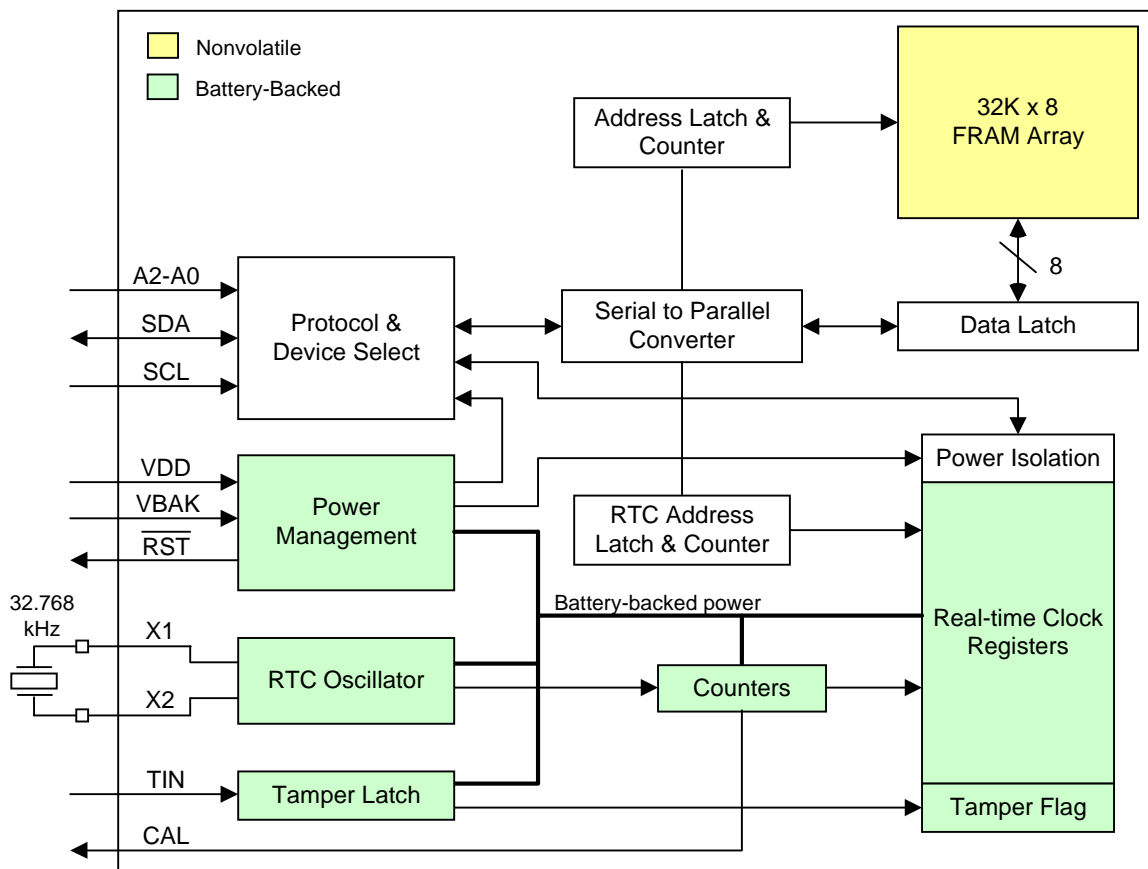 Nonvolatile
Battery-Backed
32K x 8
FRAM Array
Address Latch &
Counter
8
A2-A0
SDA
SCL
Protocol &
Device Select
Serial to Parallel
Converter
Data Latch
VDD
VBAK
RST
Power
Management
Power Isolation
RTC Address
Latch & Counter
Battery-backed power
Real-time Clock
Registers
32.768
kHz
X1
X2
RTC Oscillator
Counters
TIN
Tamper Latch
Tamper Flag
CAL